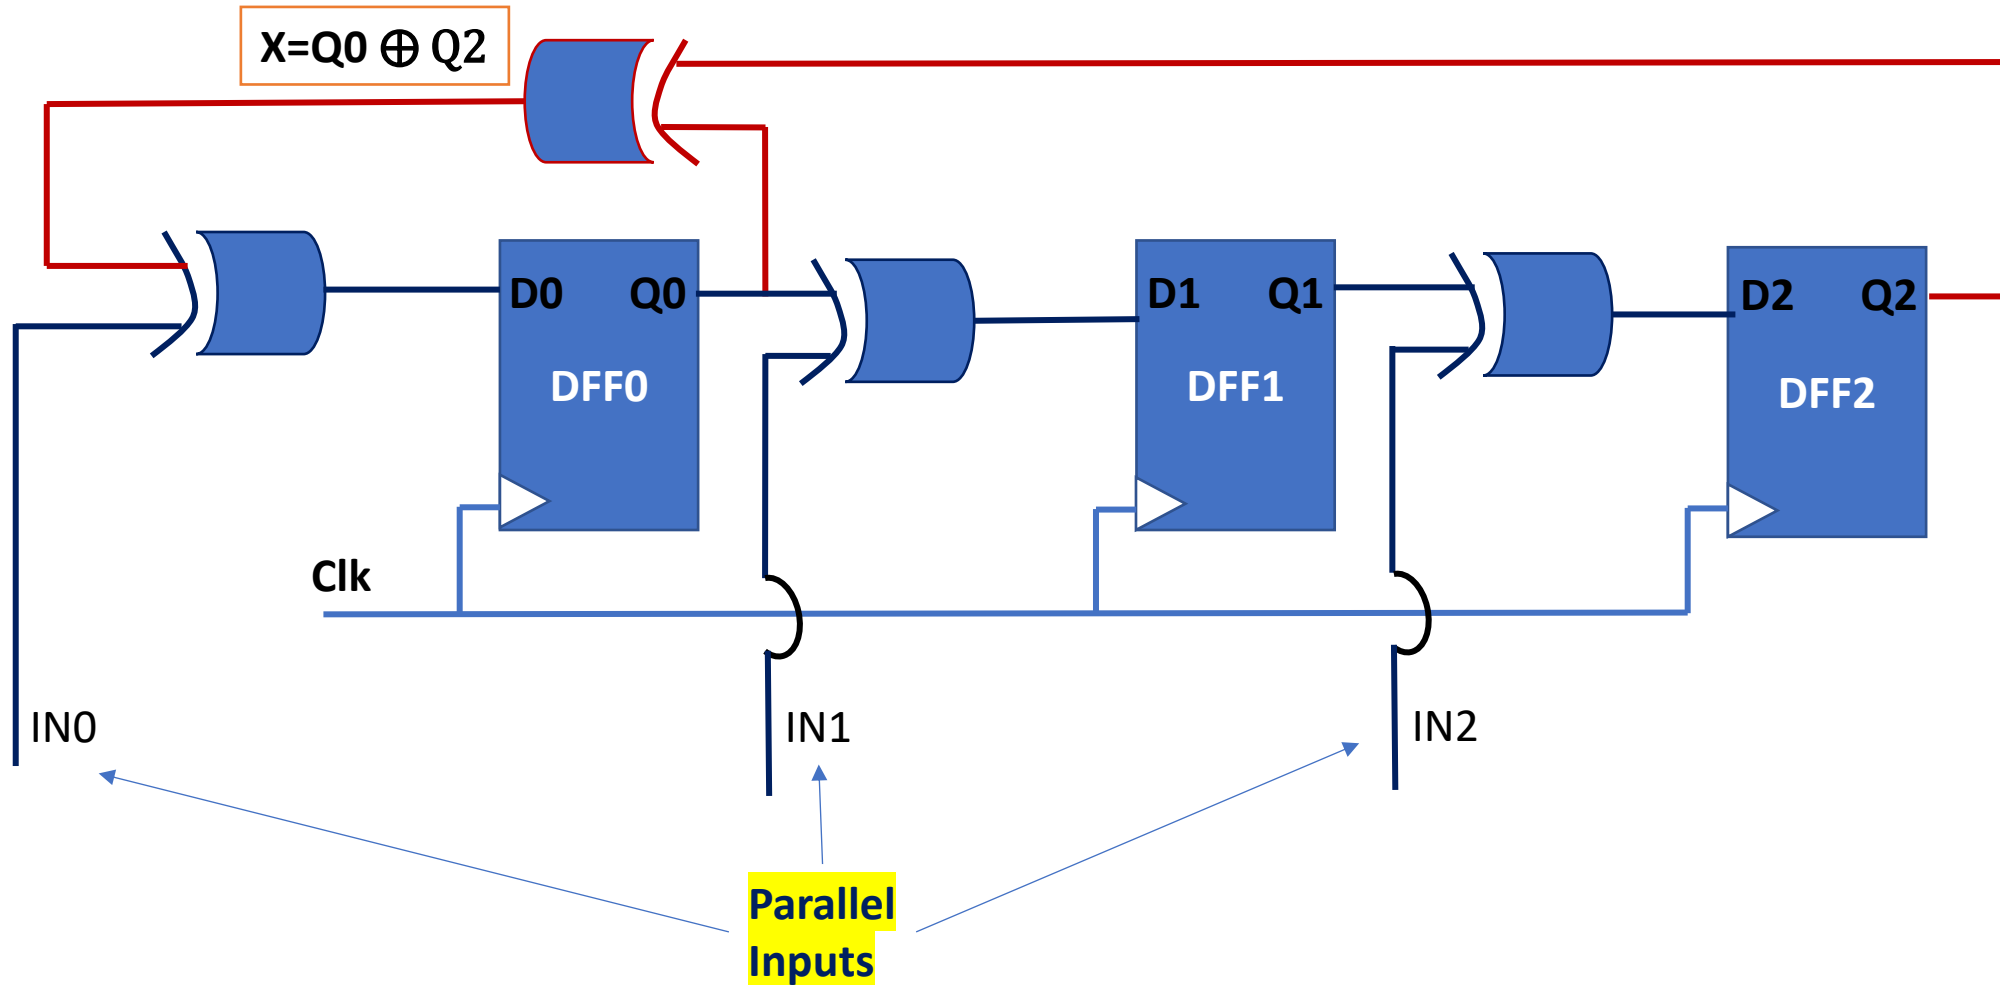 X=Q0 ⊕ Q2
D0 Q0
D1 Q1
D2 Q2
DFF0
DFF1
DFF2
Clk
IN0
IN1
IN2
Parallel
Inputs